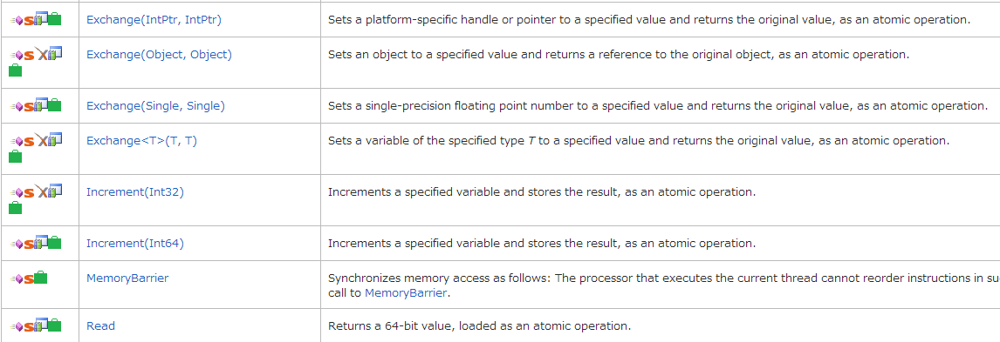 Exchange(IntPtr, IntPtr) Sets a platform-specific handle or pointer to a specified value and returns the original value, as an atomic operation.
Exchange(Object, Object) Sets an object to a specified value and returns a reference to the original object, as an atomic operation.
Exchange(Single, Single) Sets a single-precision floating point number to a specified value and returns the original value, as an atomic operation.
Exchange<T>(T, T) Sets a variable of the specified type T to a specified value and returns the original value, as an atomic operation.
Increment(Int32) Increments a specified variable and stores the result, as an atomic operation.
Increment(Int64) Increments a specified variable and stores the result, as an atomic operation.
MemoryBarrier Synchronizes memory access as follows: The processor that executes the current thread cannot reorder instructions in su
call to MemoryBarrier.
Read Returns a 64-bit value, loaded as an atomic operation.